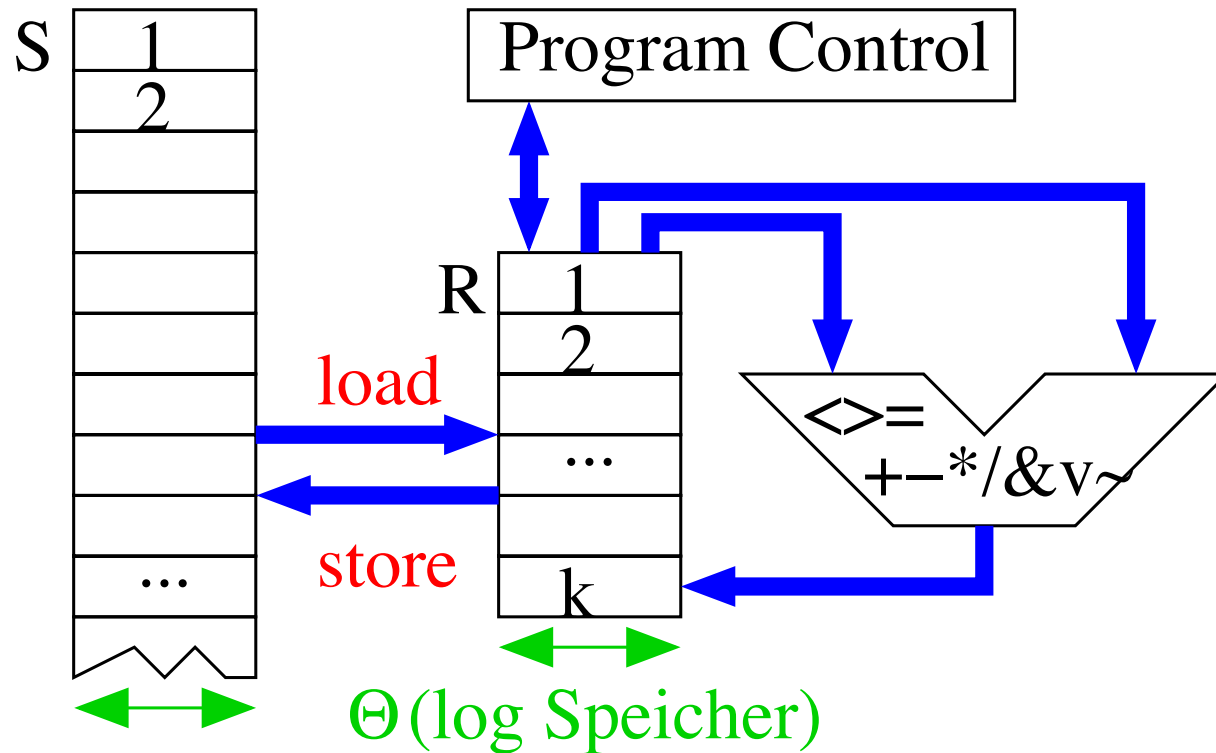 S
1
2
...
Program Control
R
1
2
...
k
load
store
<>=
+−*/&v~
Θ(log Speicher)